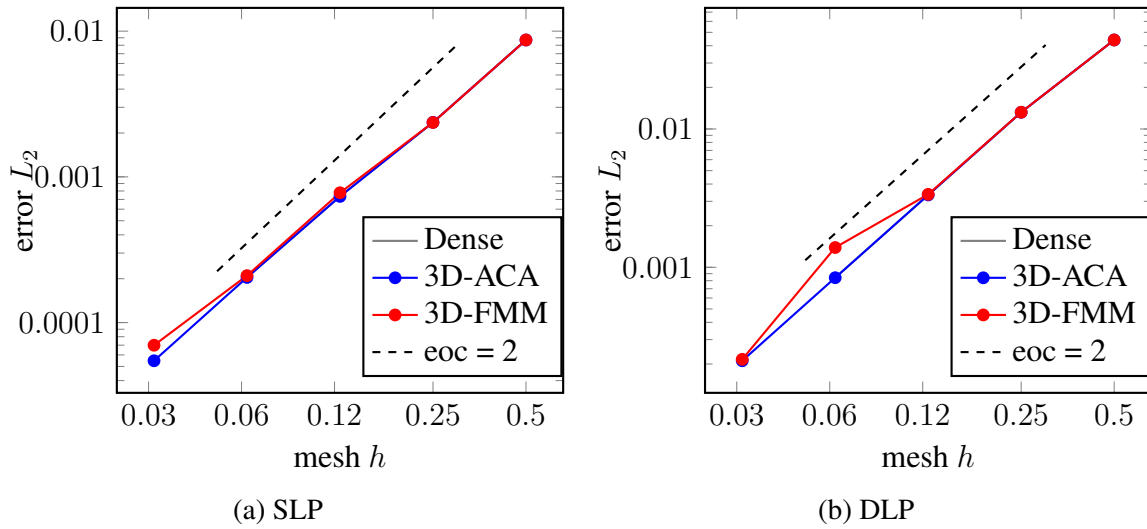 0.01
0.001
0.0001
error L₂
0.03 0.06 0.12 0.25 0.5
mesh h
Dense
3D-ACA
3D-FMM
eoc = 2
(a) SLP
0.01
0.001
error L₂
0.03 0.06 0.12 0.25 0.5
mesh h
Dense
3D-ACA
3D-FMM
eoc = 2
(b) DLP